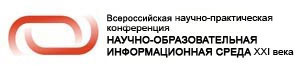 Всероссийская научно-практическая
конференция
НАУЧНО-ОБРАЗОВАТЕЛЬНАЯ
ИНФОРМАЦИОННАЯ СРЕДА XXI века